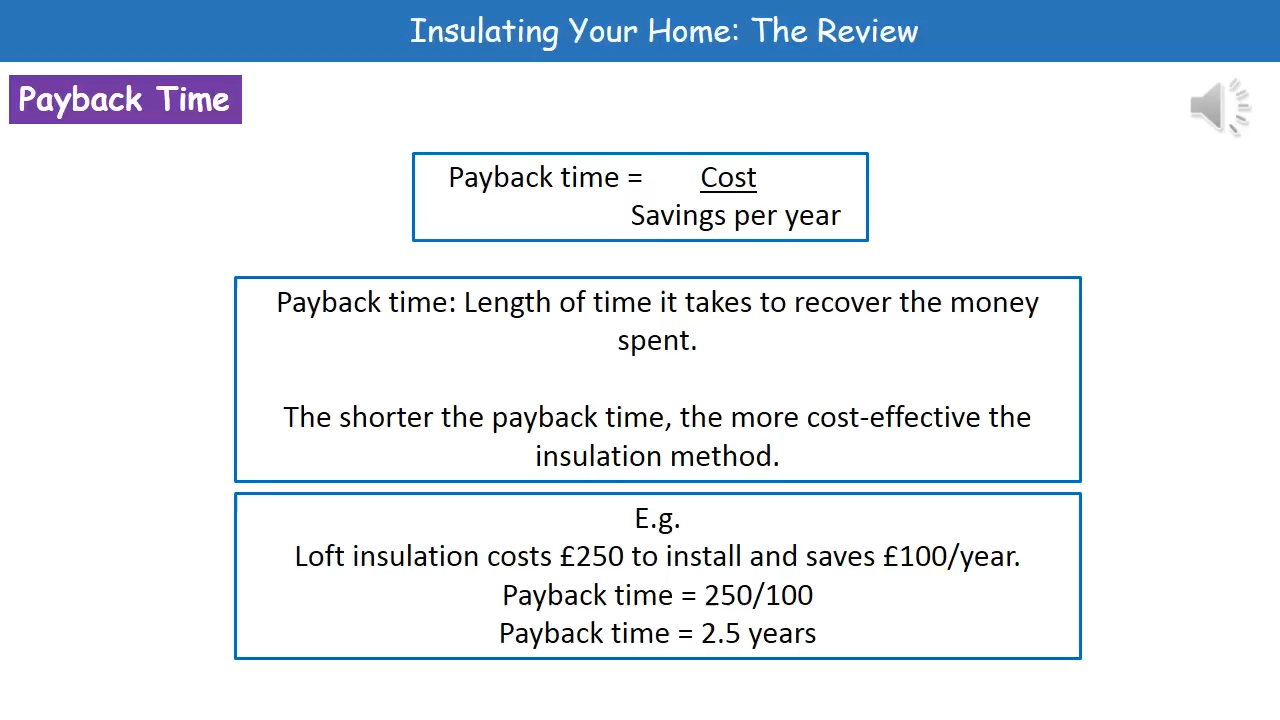 Insulating Your Home: The Review
Payback Time
Payback time = Cost
Savings per year
Payback time: Length of time it takes to recover the money
spent.
The shorter the payback time, the more cost-effective the
insulation method.
E.g.
Loft insulation costs £250 to install and saves £100/year.
Payback time = 250/100
Payback time = 2.5 years